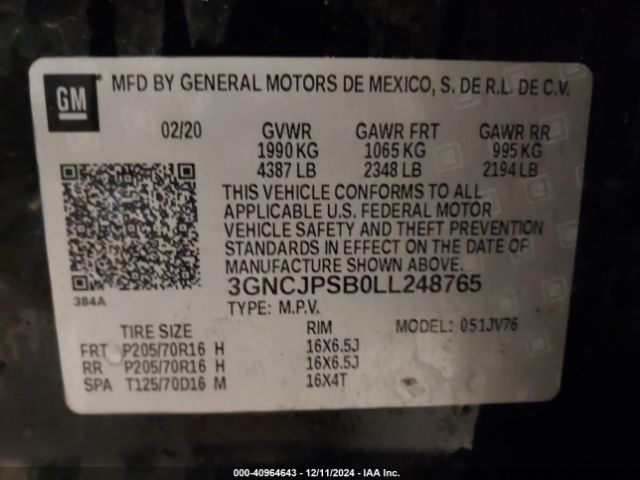 GM
MFD BY GENERAL MOTORS DE MEXICO, S. DE R.L. DE C.V.
02/20 GVWR GAWR FRT GAWR RR
1990 KG 1065 KG 995 KG
4387 LB 2348 LB 2194 LB
THIS VEHICLE CONFORMS TO ALL
APPLICABLE U.S. FEDERAL MOTOR
VEHICLE SAFETY AND THEFT PREVENTION
STANDARDS IN EFFECT ON THE DATE OF
MANUFACTURE SHOWN ABOVE.
384A
3GNCJPSB0LL248765
TYPE: M.P.V.
TIRE SIZE RIM MODEL: 051JV76
FRT P205/70R16 H 16X6.5J
RR P205/70R16 H 16X6.5J
SPA T125/70D16 M 16X4T
000-40964643 - 12/11/2024 - IAA Inc.